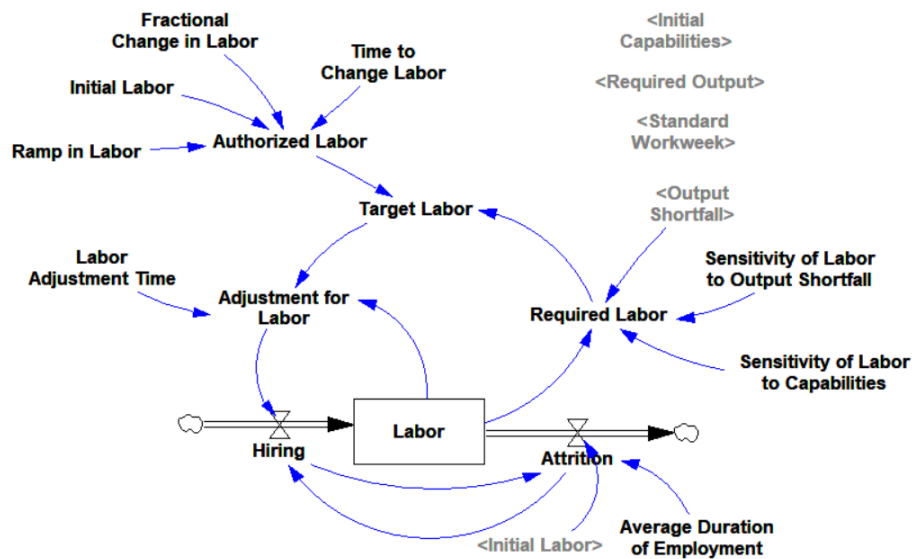 Fractional
Change in Labor
<Initial
Capabilities>
Time to
Change Labor
Initial Labor
<Required Output>
<Standard
Workweek>
Ramp in Labor
Authorized Labor
<Output
Shortfall>
Target Labor
Labor
Adjustment Time
Sensitivity of Labor
to Output Shortfall
Adjustment for
Labor
Required Labor
Sensitivity of Labor
to Capabilities
Labor
Hiring
Attrition
<Initial Labor>
Average Duration
of Employment